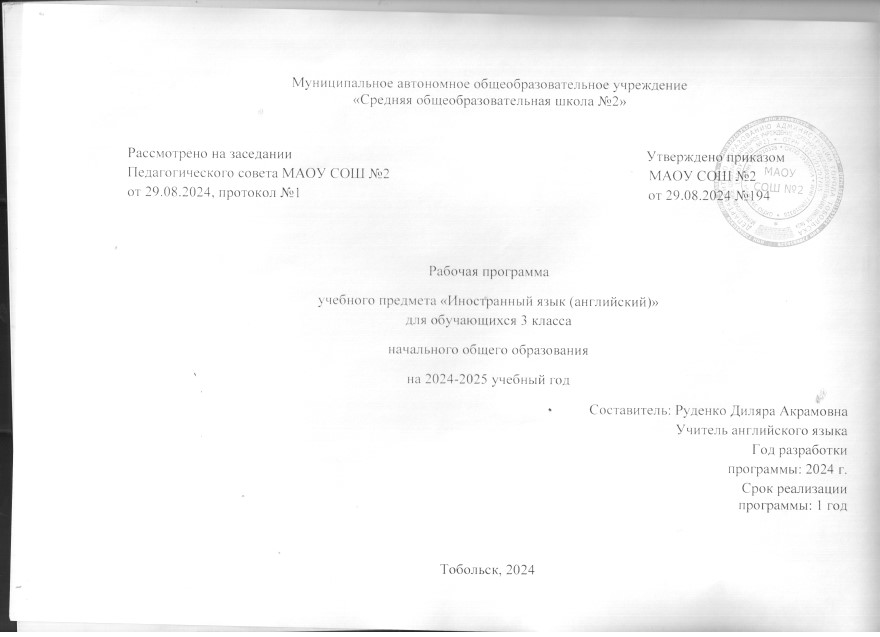 Муниципальное автономное общеобразовательное учреждение
«Средняя общеобразовательная школа №2»
Рассмотрено на заседании
Педагогического совета МАОУ СОШ №2
от 29.08.2024, протокол №1
Утверждено приказом
МАОУ СОШ №2
от 29.08.2024 №194
МАОУ
СОШ №2
Рабочая программа
учебного предмета «Иностранный язык (английский)»
для обучающихся 3 класса
начального общего образования
на 2024-2025 учебный год
Составитель: Руденко Диляра Акрамовна
Учитель английского языка
Год разработки
программы: 2024 г.
Срок реализации
программы: 1 год
Тобольск, 2024